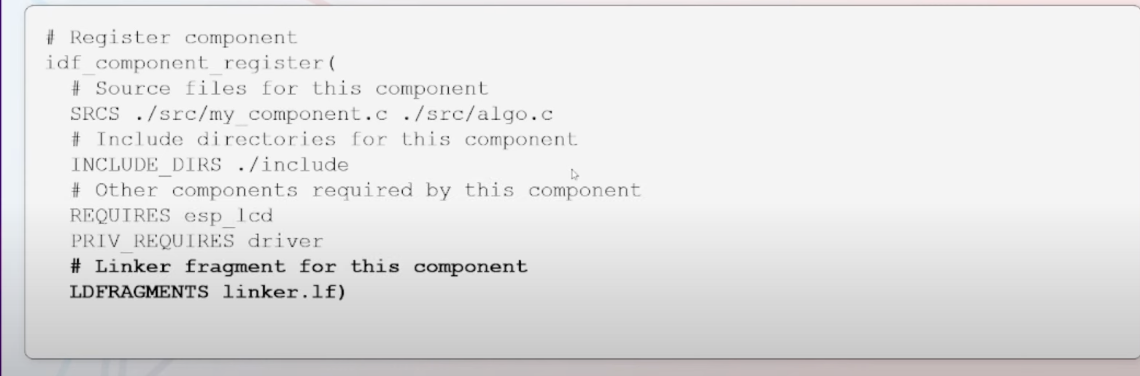 # Register component
idf_component_register(
# Source files for this component
SRCS ./src/my_component.c ./src/algo.c
# Include directories for this component
INCLUDE_DIRS ./include
# Other components required by this component
REQUIRES esp_lcd
PRIV_REQUIRES driver
# Linker fragment for this component
LDFRAGMENTS linker.lf)